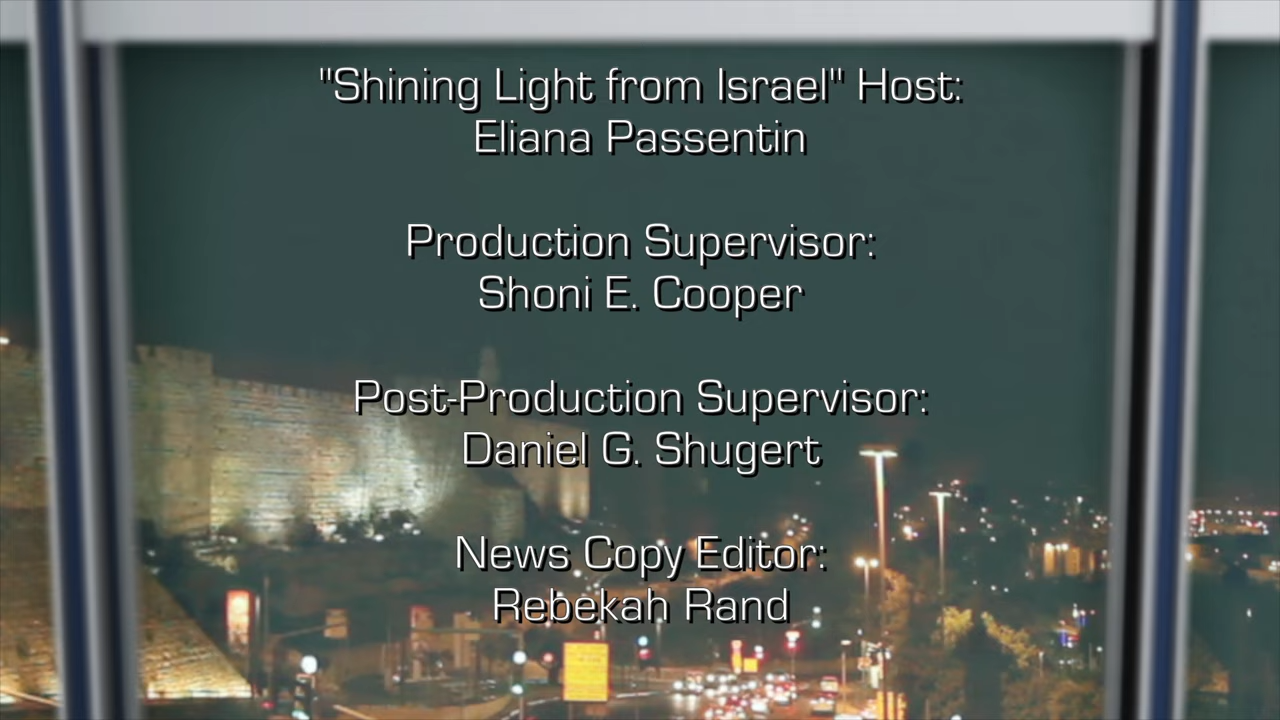 "Shining Light from Israel" Host:
Eliana Passentin
Production Supervisor:
Shoni E. Cooper
Post-Production Supervisor:
Daniel G. Shugert
News Copy Editor:
Rebekah Rand